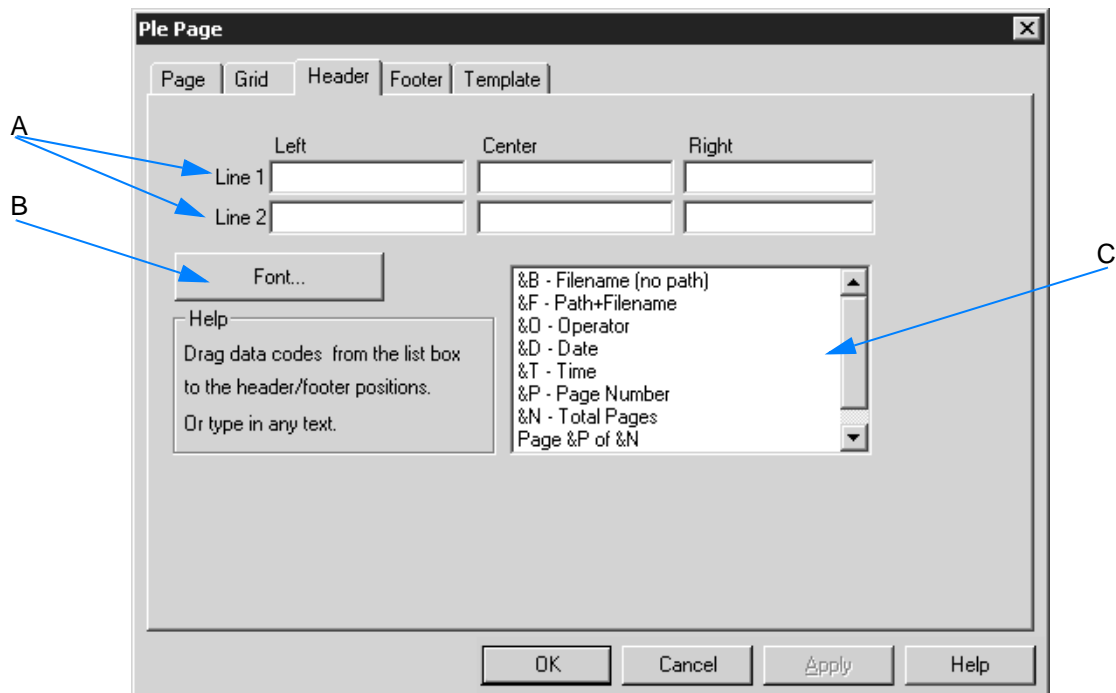 Ple Page
Page Grid Header Footer Template
A
Left Center Right
Line 1
B
Line 2
C
Font...
&B - Filename (no path)
&F - Path+Filename
&O - Operator
&D - Date
&T - Time
&P - Page Number
&N - Total Pages
Page &P of &N
Help
Drag data codes from the list box
to the header/footer positions.
Or type in any text.
OK Cancel Apply Help